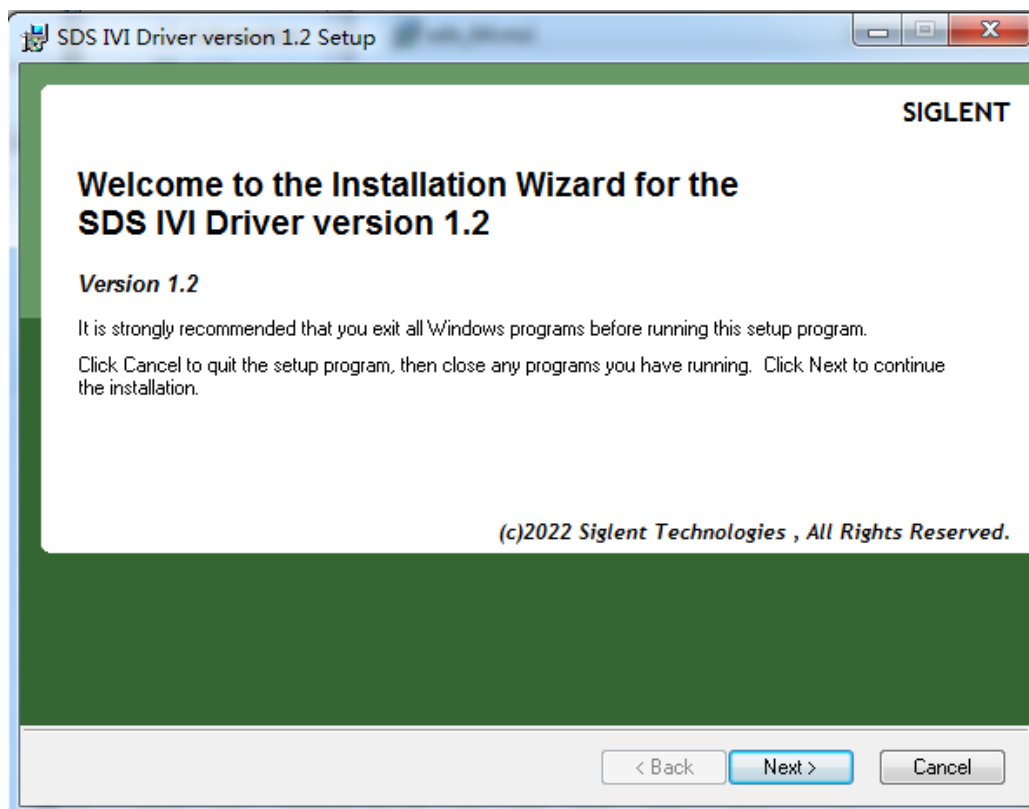 SDS IVI Driver version 1.2 Setup
SIGLENT
Welcome to the Installation Wizard for the
SDS IVI Driver version 1.2
Version 1.2
It is strongly recommended that you exit all Windows programs before running this setup program.
Click Cancel to quit the setup program, then close any programs you have running.  Click Next to continue
the installation.
(c)2022 Siglent Technologies , All Rights Reserved.
< Back Next > Cancel